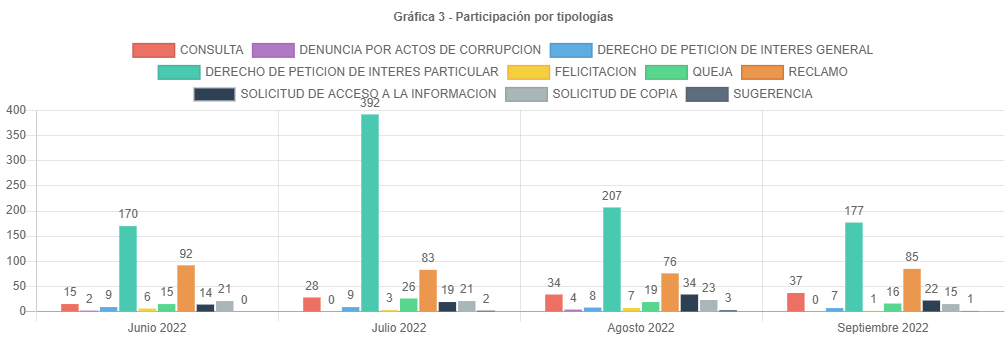 Gráfica 3 - Participación por tipologías
CONSULTA DENUNCIA POR ACTOS DE CORRUPCION DERECHO DE PETICION DE INTERES GENERAL
DERECHO DE PETICION DE INTERES PARTICULAR FELICITACION QUEJA RECLAMO
SOLICITUD DE ACCESO A LA INFORMACION SOLICITUD DE COPIA SUGERENCIA
400
350
300
250
200
150
100
50
0
15 2 9 170 6 15 92 14 21 0
28 0 9 392 3 26 83 19 21 2
34 4 8 207 7 19 76 34 23 3
37 0 7 177 1 16 85 22 15 1
Junio 2022 Julio 2022 Agosto 2022 Septiembre 2022